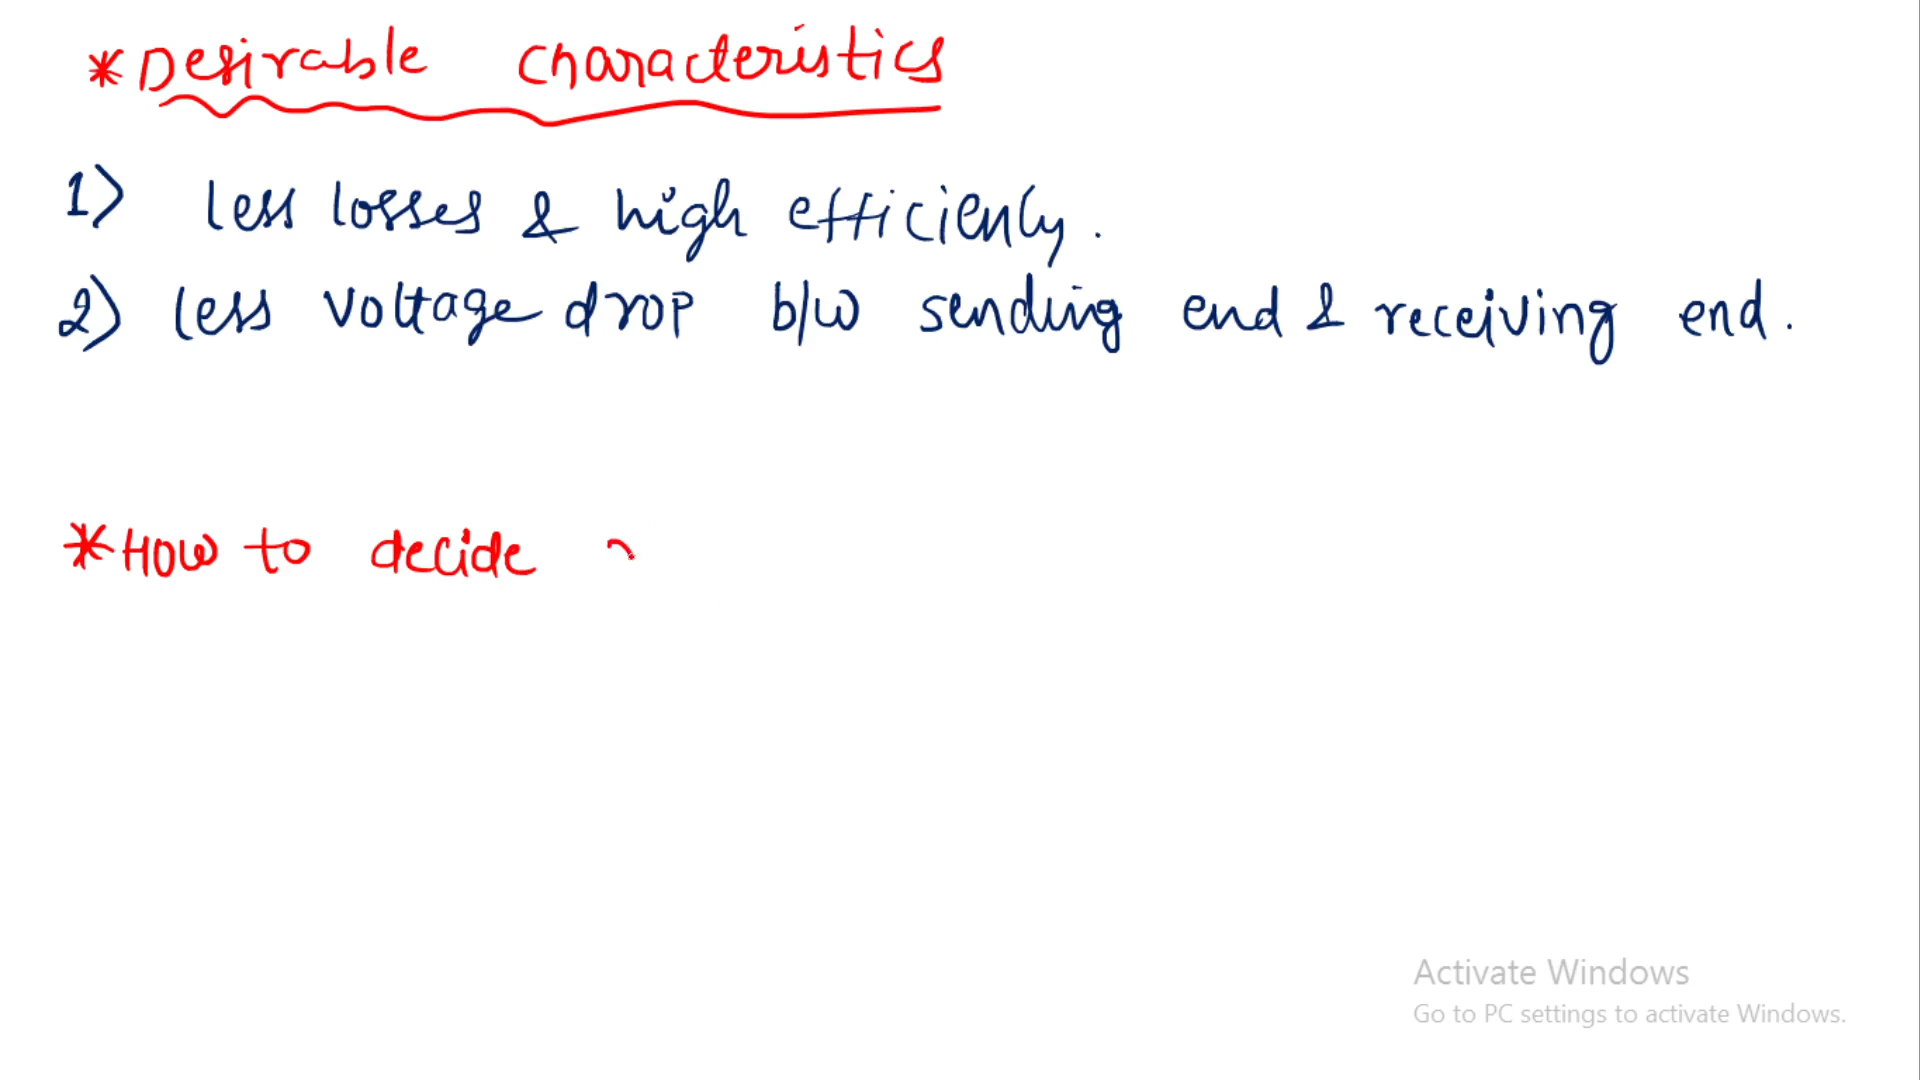 *Desirable characteristics
1) less losses & high efficiency.
2) less voltage drop b/w sending end & receiving end.
*How to decide
Activate Windows
Go to PC settings to activate Windows.